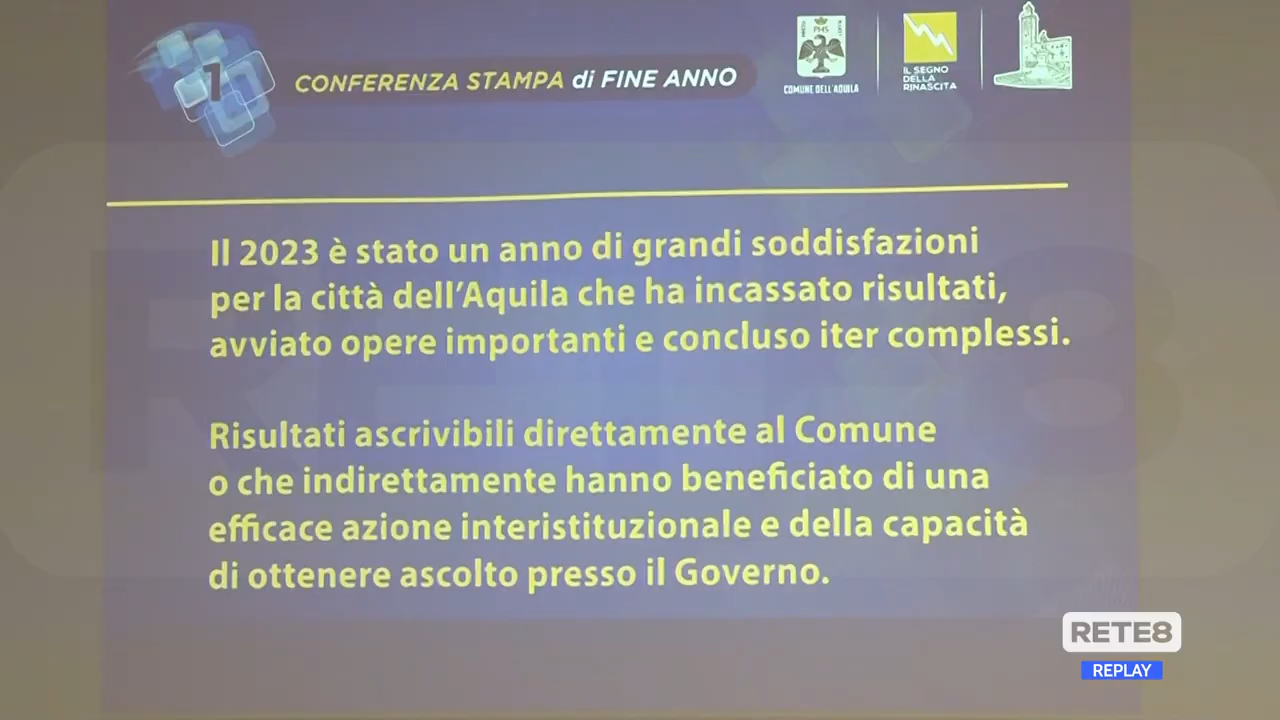 1
CONFERENZA STAMPA di FINE ANNO
PHS
COMUNE DELL'AQUILA
IL SEGNO
DELLA
RINASCITA
Il 2023 è stato un anno di grandi soddisfazioni
per la città dell'Aquila che ha incassato risultati,
avviato opere importanti e concluso iter complessi.
Risultati ascrivibili direttamente al Comune
o che indirettamente hanno beneficiato di una
efficace azione interistituzionale e della capacità
di ottenere ascolto presso il Governo.
RETE8
REPLAY